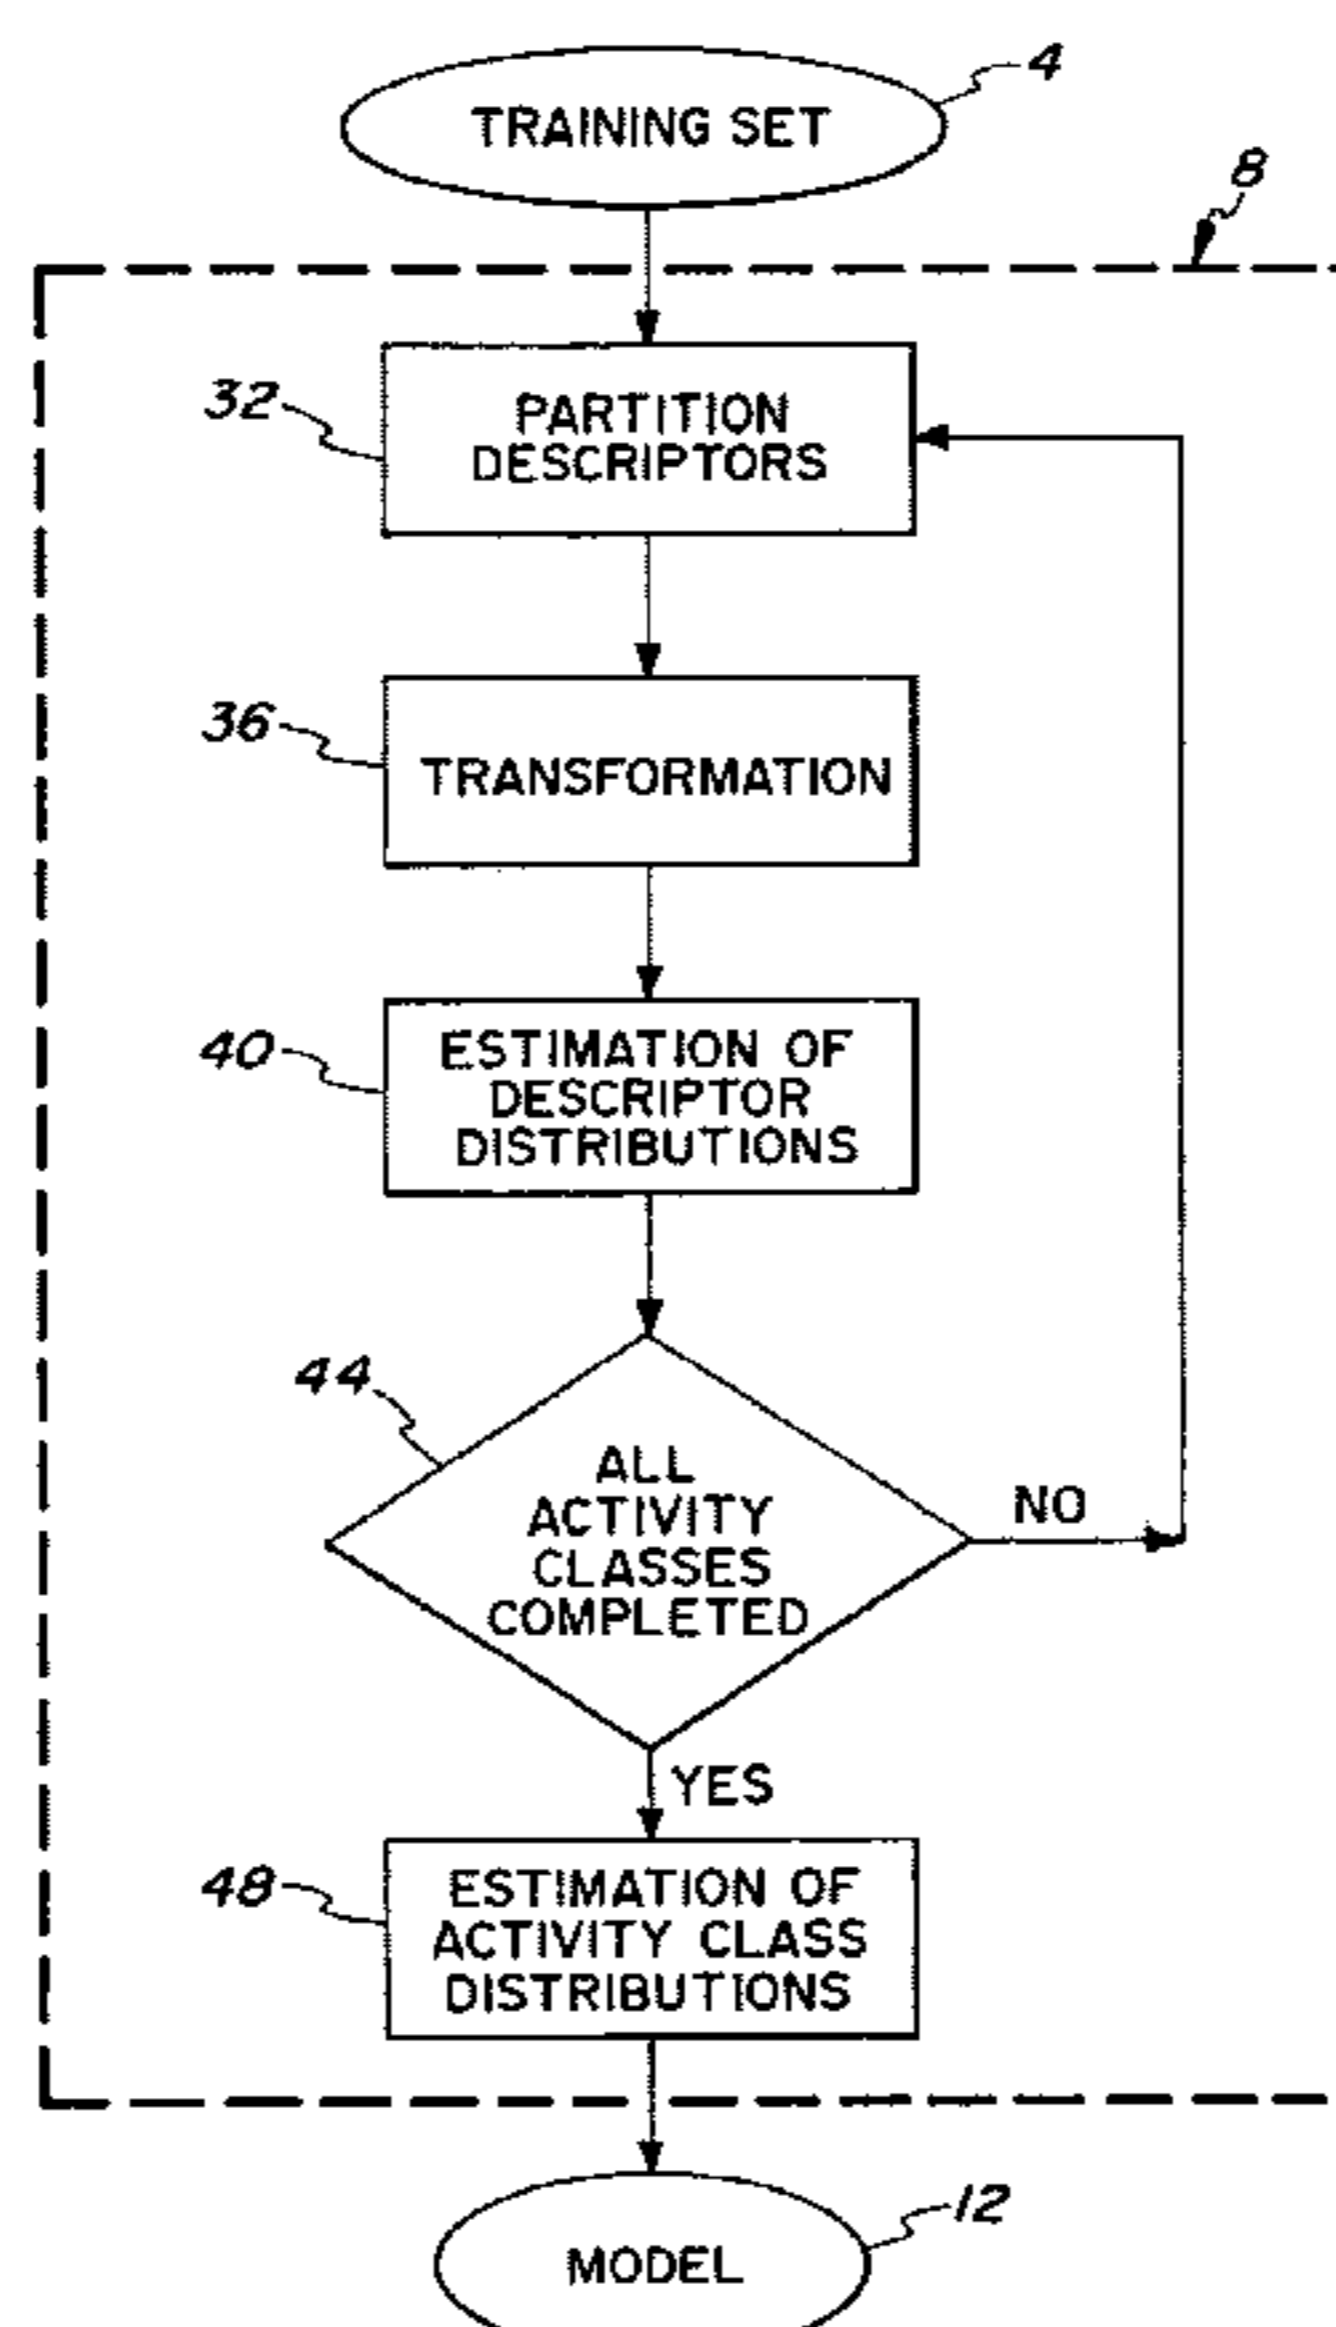 TRAINING SET
4
8
32
PARTITION
DESCRIPTORS
36
TRANSFORMATION
40
ESTIMATION OF
DESCRIPTOR
DISTRIBUTIONS
44
ALL
ACTIVITY
CLASSES
COMPLETED
NO
YES
48
ESTIMATION OF
ACTIVITY CLASS
DISTRIBUTIONS
12
MODEL